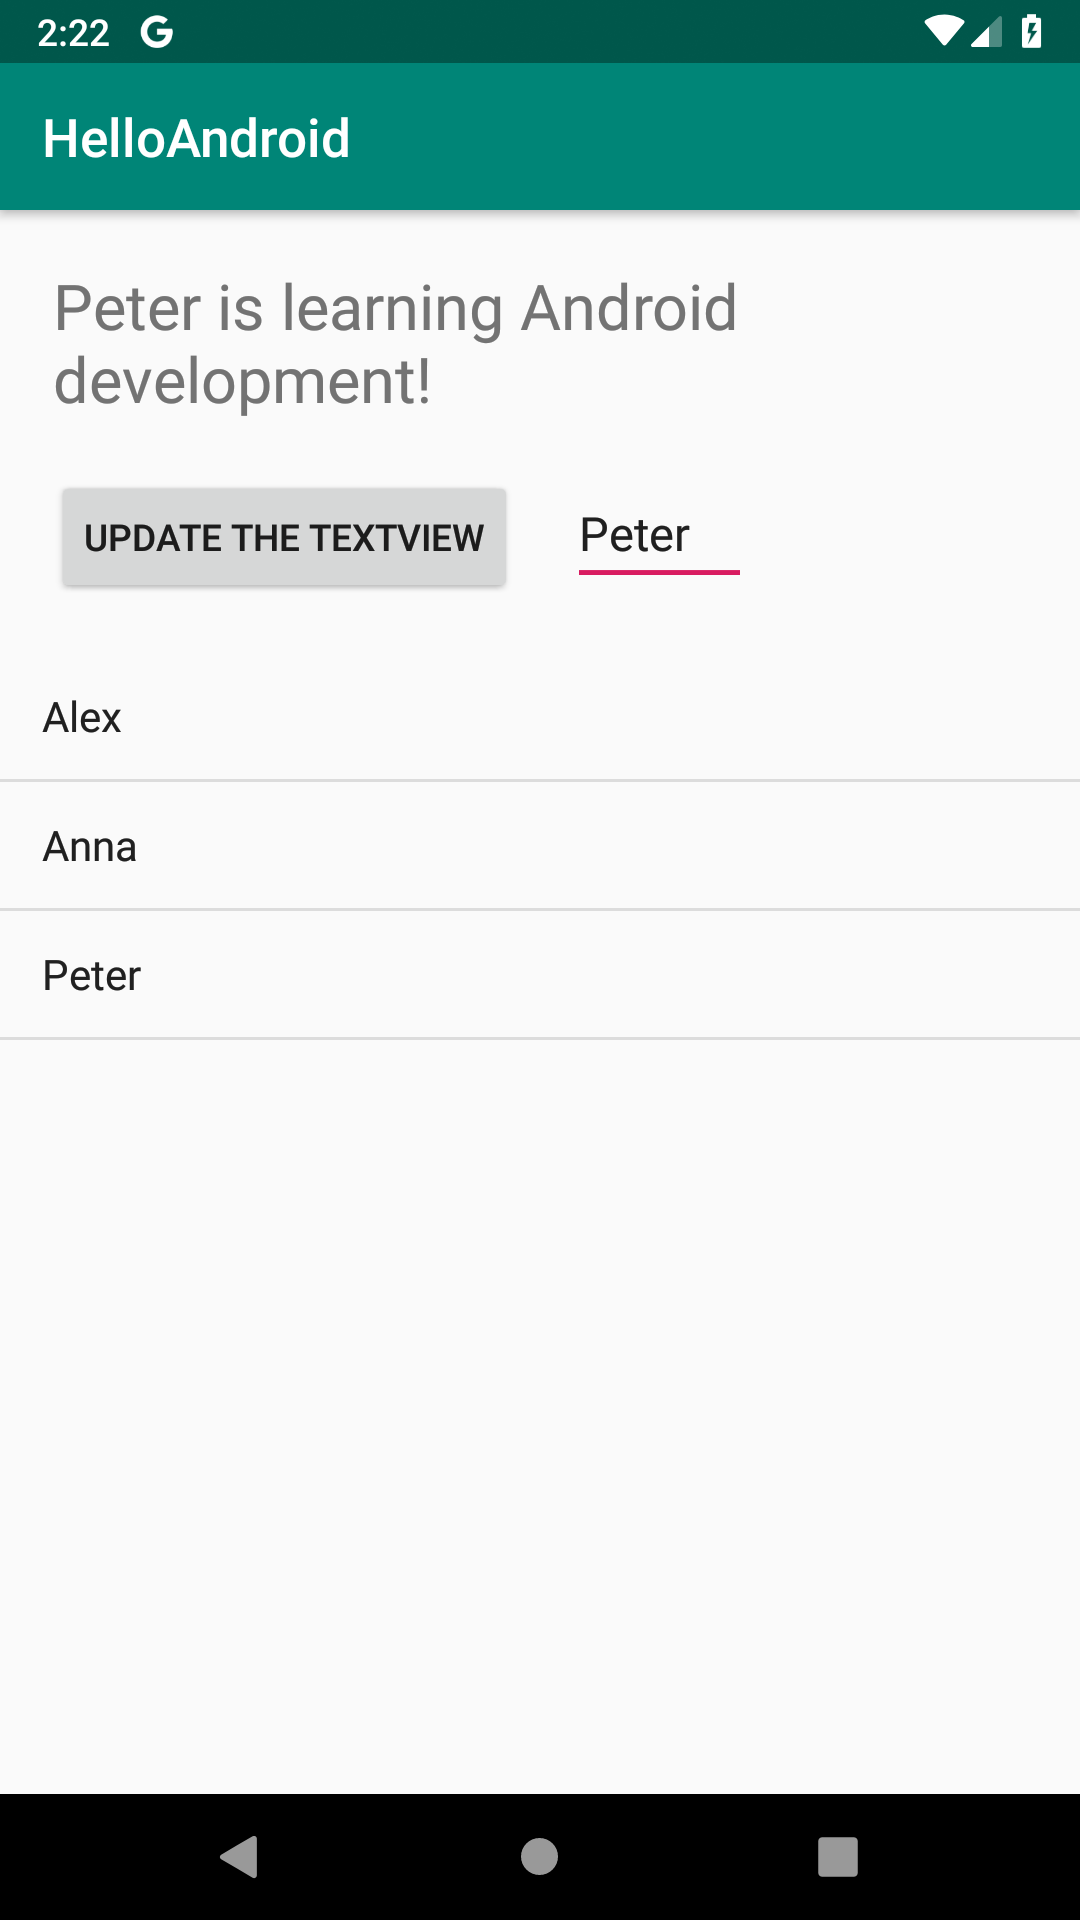 2:22 G
HelloAndroid
Peter is learning Android
development!
UPDATE THE TEXTVIEW Peter
Alex
Anna
Peter